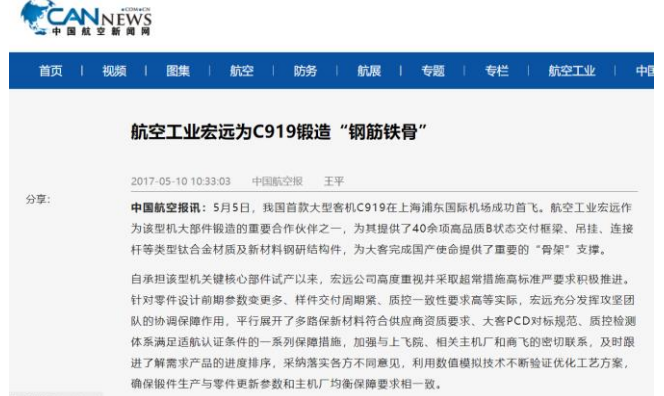 CANNEWS
•COM•CN
中国航空新闻网
首页 | 视频 | 图集 | 航空 | 防务 | 航展 | 专题 | 专栏 | 航空工业 | 中国
航空工业宏远为C919锻造“钢筋铁骨”
2017-05-10 10:33:03 中国航空报 王平
分享:
中国航空报讯：5月5日，我国首款大型客机C919在上海浦东国际机场成功首飞。航空工业宏远作
为该型机大部件锻造的重要合作伙伴之一，为其提供了40余项高品质B状态交付框梁、吊挂、连接
杆等类型钛合金材质及新材料钢研结构件，为大客完成国产使命提供了重要的“骨架”支撑。
自承担该型机关键核心部件试产以来，宏远公司高度重视并采取超常措施高标准严要求积极推进。
针对零件设计前期参数变更多、样件交付周期紧、质控一致性要求高等实际，宏远充分发挥攻坚团
队的协调保障作用，平行展开了多路保新材料符合供应商资质要求、大客PCD对标规范、质控检测
体系满足适航认证条件的一系列保障措施，加强与上飞院、相关主机厂和商飞的密切联系，及时跟
进了解需求产品的进度排序，采纳落实各方不同意见，利用数值模拟技术不断验证优化工艺方案，
确保锻件生产与零件更新参数和主机厂均衡保障要求相一致。